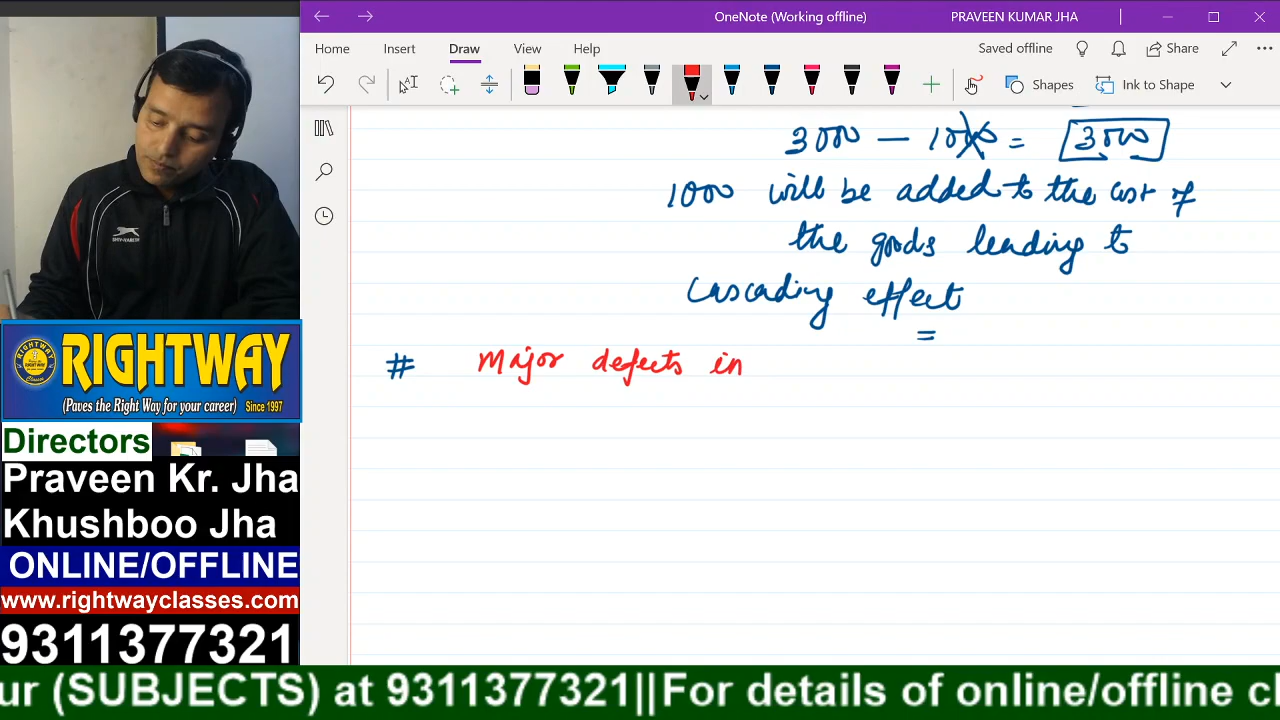 OneNote (Working offline)
PRAVEEN KUMAR JHA
Home Insert Draw View Help
Saved offline
Share
Shapes
Ink to Shape
3000 — 1000 = 3000
1000 will be added to the cost of
the goods leading to
cascading effect
=
# Major defects in
RIGHTWAY
Classes
(Paves the Right Way for your career) Since 1997
Directors
Praveen Kr. Jha
Khushboo Jha
ONLINE/OFFLINE
www.rightwayclasses.com
9311377321
ur (SUBJECTS) at 9311377321||For details of online/offline cl